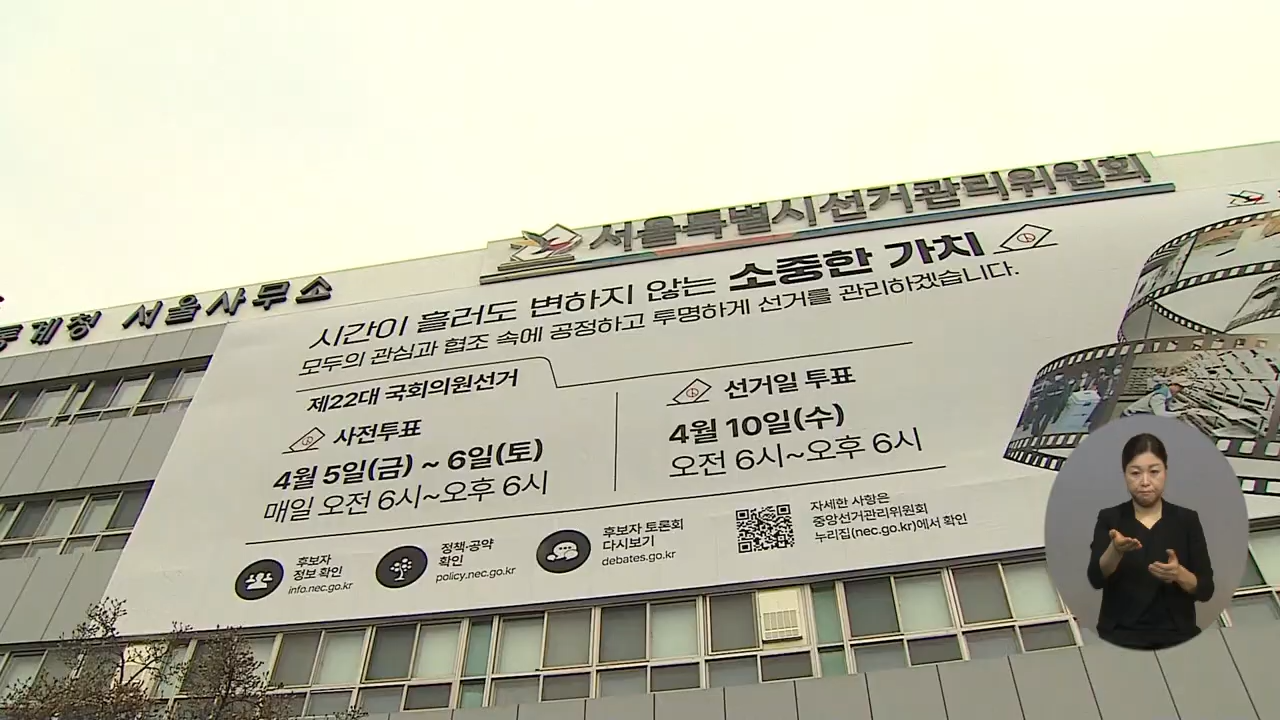 서울특별시선거관리위원회
통계청 서울사무소
시간이 흘러도 변하지 않는 소중한 가치
모두의 관심과 협조 속에 공정하고 투명하게 선거를 관리하겠습니다.
제22대 국회의원선거
사전투표
4월 5일(금) ~ 6일(토)
매일 오전 6시~오후 6시
선거일 투표
4월 10일(수)
오전 6시~오후 6시
후보자
정보 확인
info.nec.go.kr
정책·공약
확인
policy.nec.go.kr
후보자 토론회
다시보기
debates.go.kr
자세한 사항은
중앙선거관리위원회
누리집(nec.go.kr)에서 확인